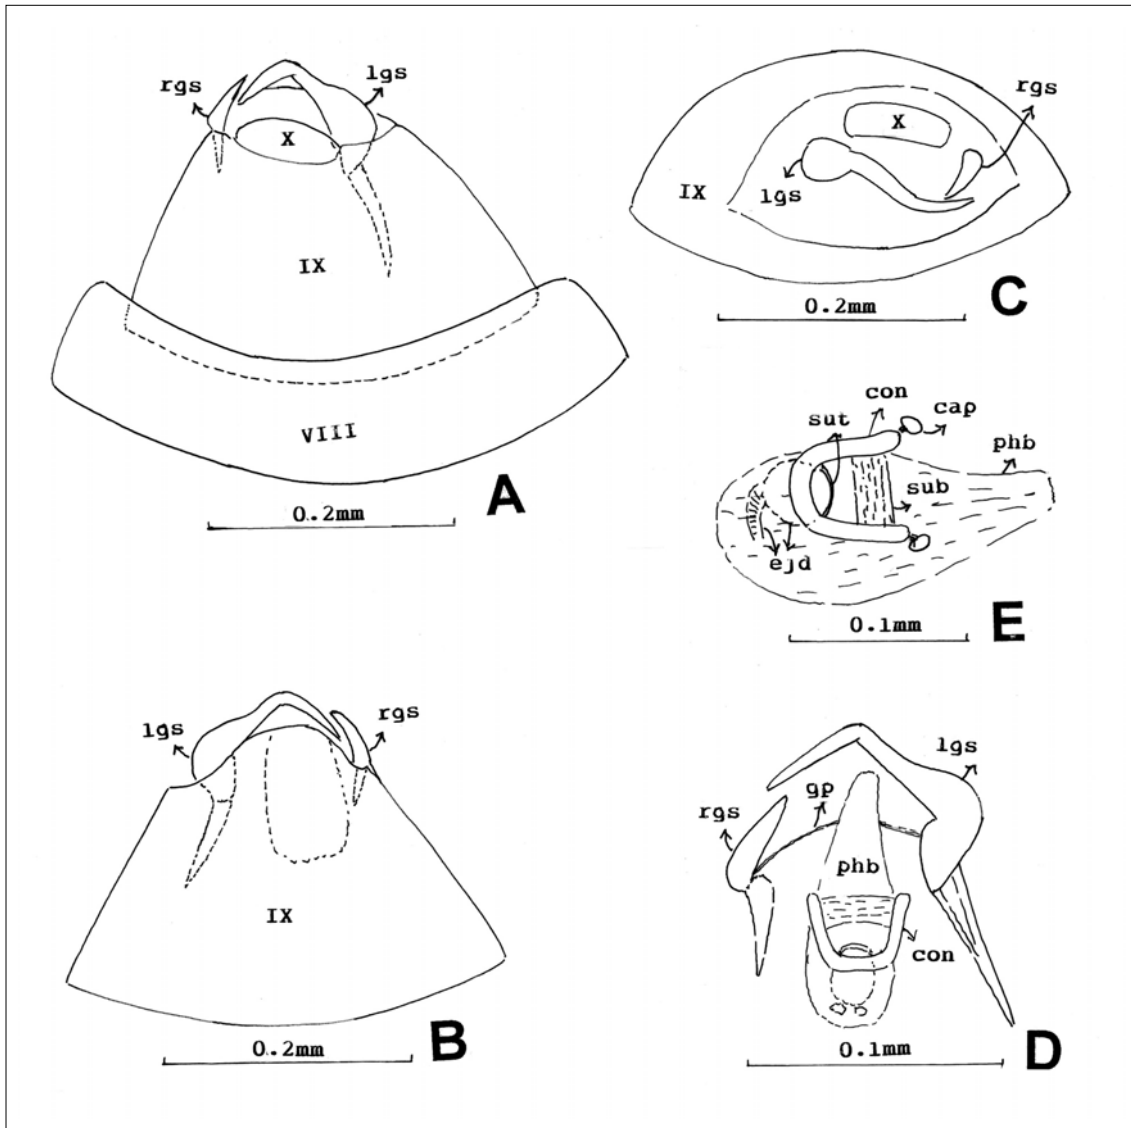 rgs
lgs
X
IX
VIII
0.2mm
A
X
rgs
lgs
IX
0.2mm
C
sut
con
cap
phb
sub
ejd
0.1mm
E
lgs
rgs
IX
0.2mm
B
lgs
gp
rgs
phb
con
0.1mm
D